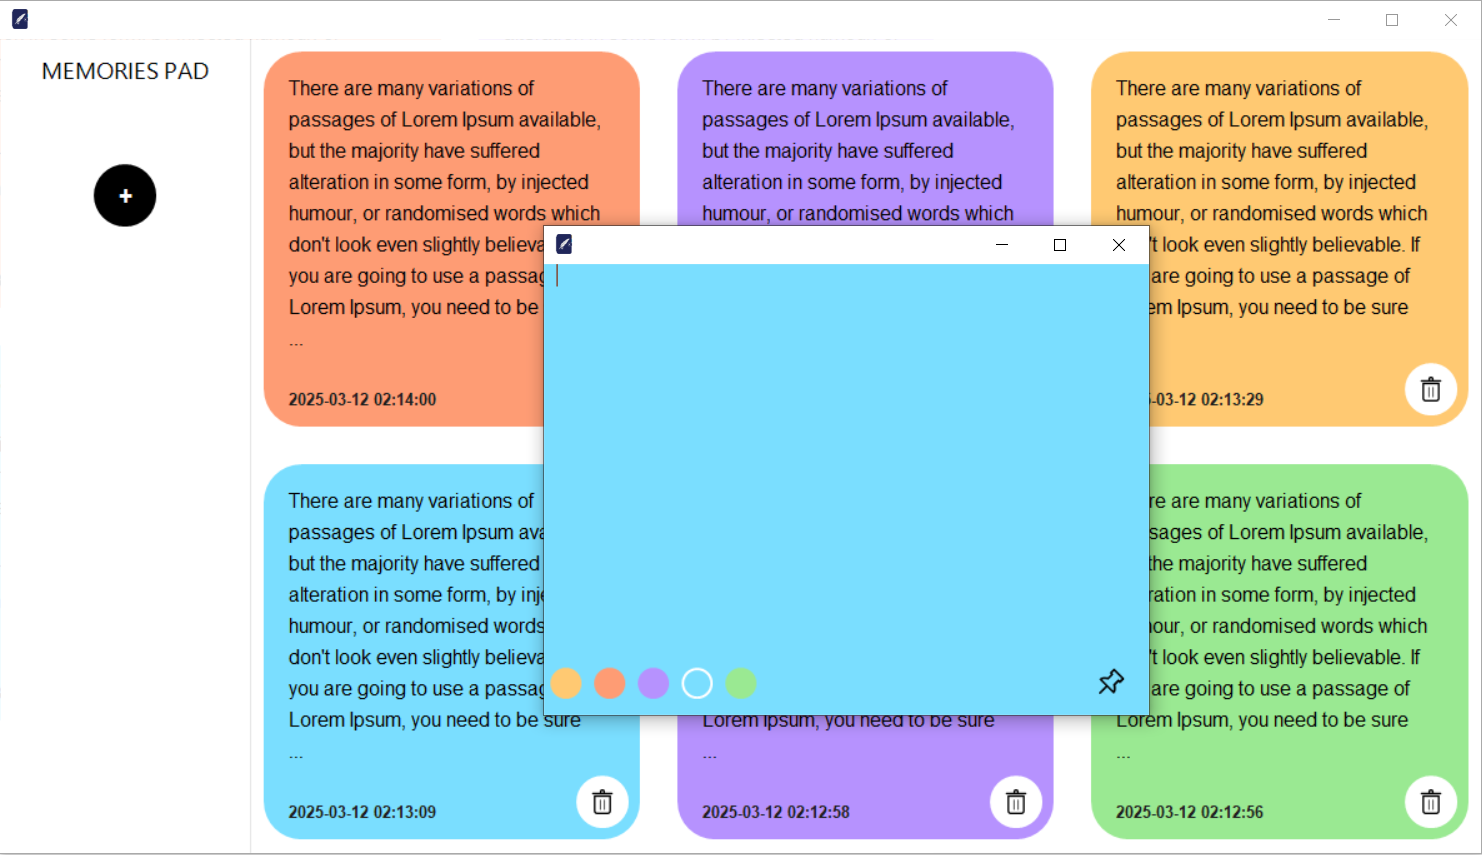 MEMORIES PAD
+
There are many variations of
passages of Lorem Ipsum available,
but the majority have suffered
alteration in some form, by injected
humour, or randomised words which
don't look even slightly
you are going to use a
Lorem Ipsum, you need to be
...
2025-03-12 02:14:00
There are many variations of
passages of Lorem Ipsum available,
but the majority have suffered
alteration in some form, by injected
humour, or randomised words which
There are many variations of
passages of Lorem Ipsum available,
but the majority have suffered
alteration in some form, by injected
humour, or randomised words which
look even slightly believable. If
are going to use a passage of
Ipsum, you need to be sure
-03-12 02:13:29
There are many variations of
passages of Lorem Ipsum
but the majority have suffered
alteration in some form, by
humour, or randomised words
don't look even slightly
you are going to use a
Lorem Ipsum, you need to be sure
...
2025-03-12 02:13:09
Lorem Ipsum, you need to be sure
...
2025-03-12 02:12:58
are many variations of
of Lorem Ipsum available,
the majority have suffered
in some form, by injected
or randomised words which
look even slightly believable. If
are going to use a passage of
Lorem Ipsum, you need to be sure
...
2025-03-12 02:12:56